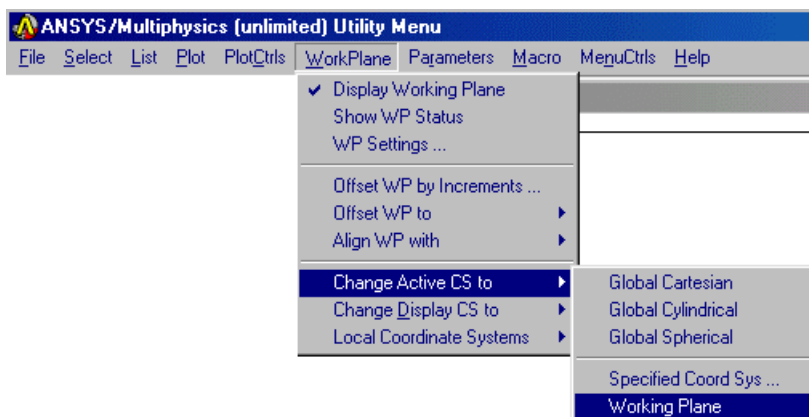 ANSYS/Multiphysics (unlimited) Utility Menu
File Select List Plot PlotCtrls WorkPlane Parameters Macro MenuCtrls Help
Display Working Plane
Show WP Status
WP Settings ...
Offset WP by Increments ...
Offset WP to
Align WP with
Change Active CS to
Change Display CS to
Local Coordinate Systems
Global Cartesian
Global Cylindrical
Global Spherical
Specified Coord Sys ...
Working Plane